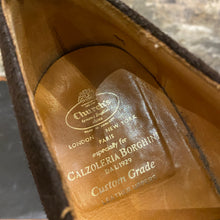 Church's
LONDON NEW YORK
PARIS
especially for
CALZOLERIA BORGHINI
DAL 1929
Custom Grade